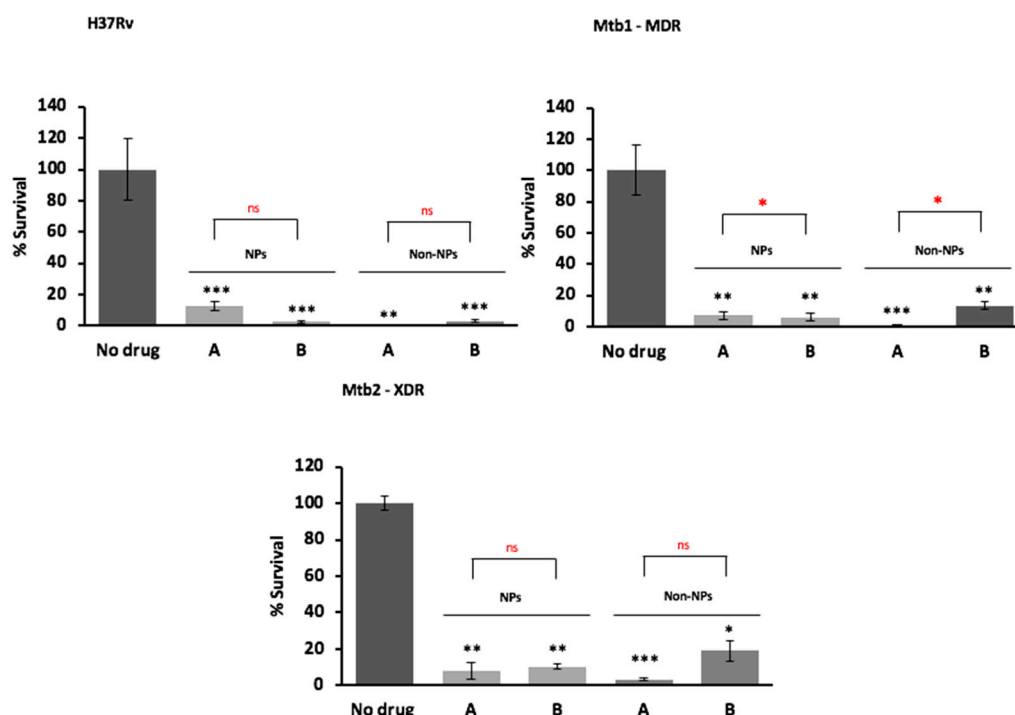 H37Rv
% Survival
140
120
100
80
60
40
20
0
ns
ns
NPs
Non-NPs
***
***
**
***
No drug
A
B
A
B
Mtb1 - MDR
% Survival
140
120
100
80
60
40
20
0
*
*
NPs
Non-NPs
**
**
***
**
No drug
A
B
A
B
Mtb2 - XDR
% Survival
120
100
80
60
40
20
0
ns
ns
NPs
Non-NPs
**
**
***
*
No drug
A
B
A
B